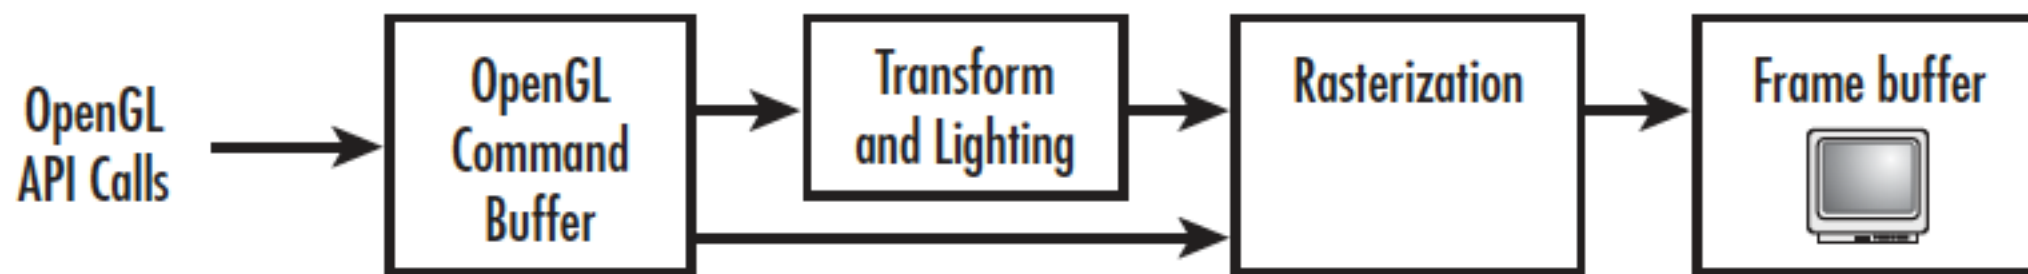 OpenGL
API Calls
OpenGL
Command
Buffer
Transform
and Lighting
Rasterization
Frame buffer